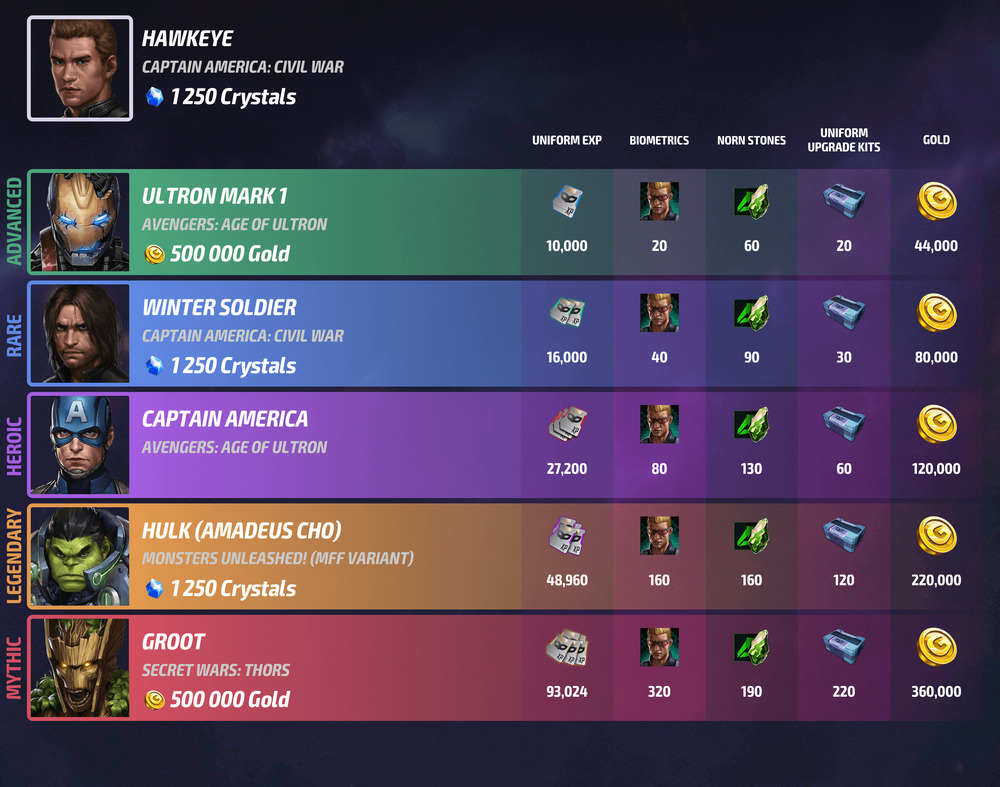 HAWKEYE
CAPTAIN AMERICA: CIVIL WAR
1 250 Crystals
UNIFORM EXP
BIOMETRICS
NORN STONES
UNIFORM
UPGRADE KITS
GOLD
ADVANCED
ULTRON MARK 1
AVENGERS: AGE OF ULTRON
500 000 Gold
10,000
20
60
20
44,000
RARE
WINTER SOLDIER
CAPTAIN AMERICA: CIVIL WAR
1 250 Crystals
16,000
40
90
30
80,000
HEROIC
CAPTAIN AMERICA
AVENGERS: AGE OF ULTRON
27,200
80
130
60
120,000
LEGENDARY
HULK (AMADEUS CHO)
MONSTERS UNLEASHED! (MFF VARIANT)
1 250 Crystals
48,960
160
160
120
220,000
MYTHIC
GROOT
SECRET WARS: THORS
500 000 Gold
93,024
320
190
220
360,000